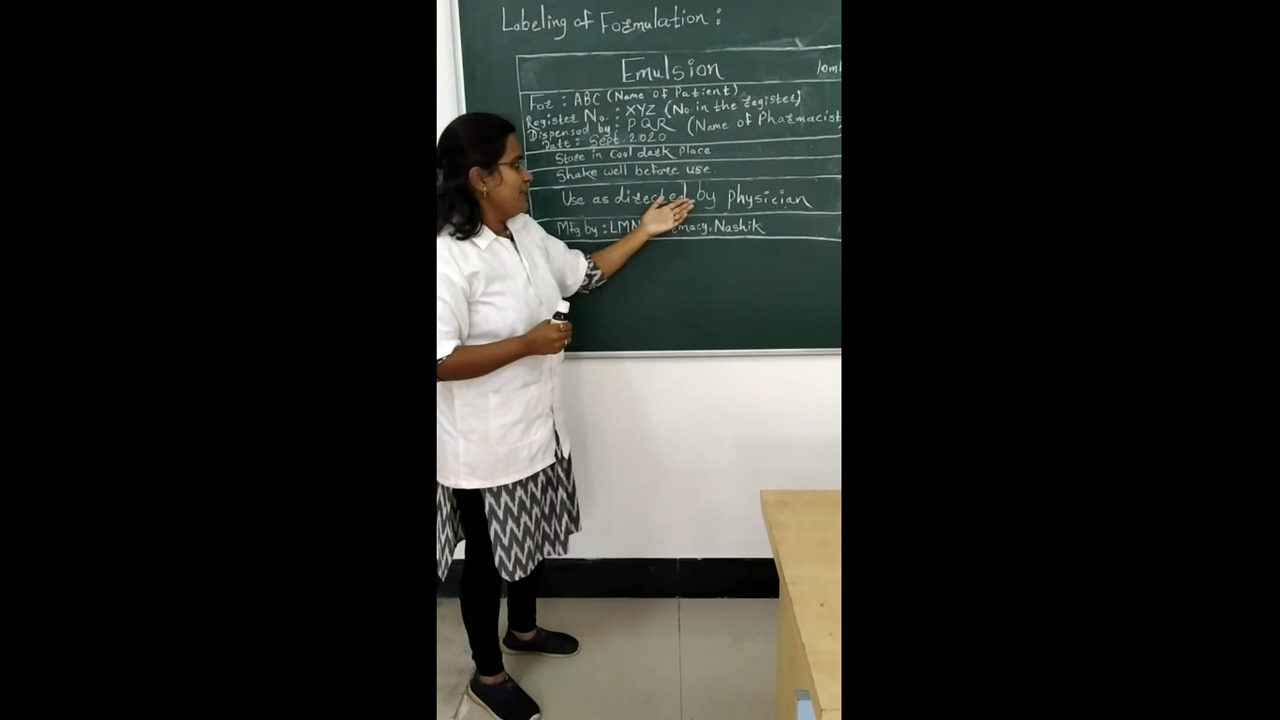 Labeling of Formulation :
Emulsion
For : ABC (Name of Patient)
Register No. : XYZ (No. in the register)
Dispensed by : PQR (Name of Pharmacist
Date : Sept. 2020
Store in Cool dark place
Shake well before use.
Use as directed by physician
Mfg by : LMN Nashik